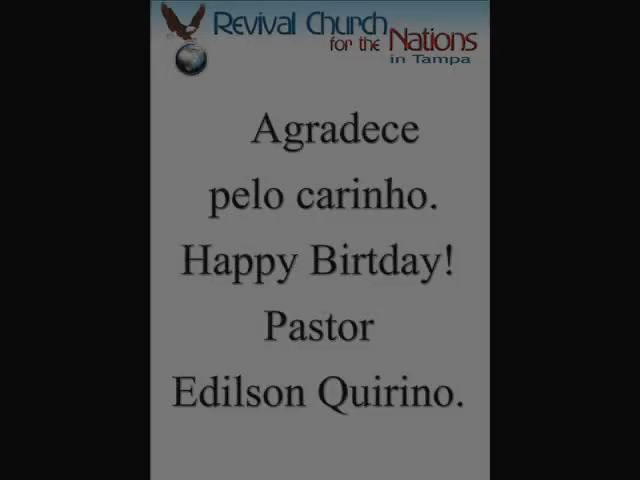 Revival Church
for the Nations
in Tampa
Agradece
pelo carinho.
Happy Birtday!
Pastor
Edilson Quirino.